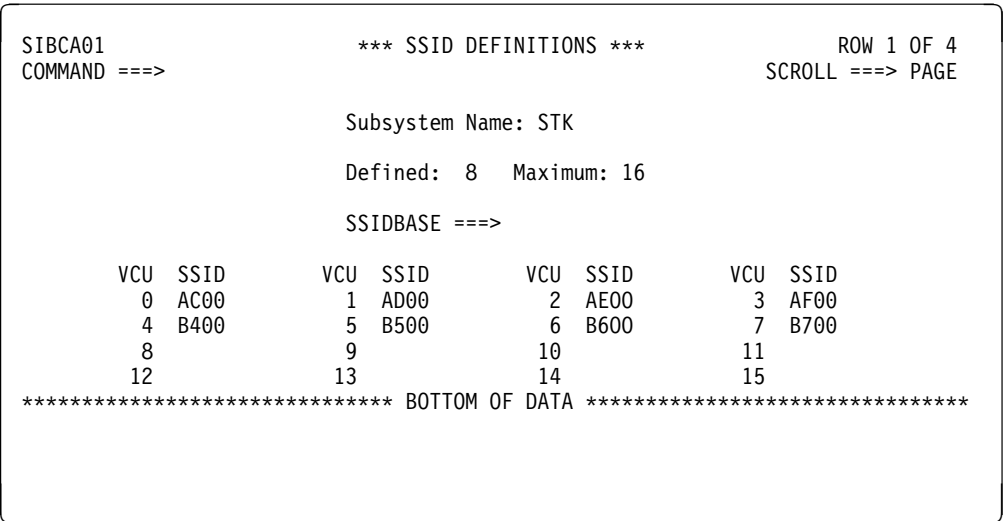 SIBCA01 *** SSID DEFINITIONS *** ROW 1 OF 4
COMMAND ===> SCROLL ===> PAGE
Subsystem Name: STK
Defined: 8 Maximum: 16
SSIDBASE ===>
VCU SSID VCU SSID VCU SSID VCU SSID
0 AC00 1 AD00 2 AEOO 3 AF00
4 B400 5 B500 6 B6OO 7 B700
8 9 10 11
12 13 14 15
******************************* BOTTOM OF DATA ********************************